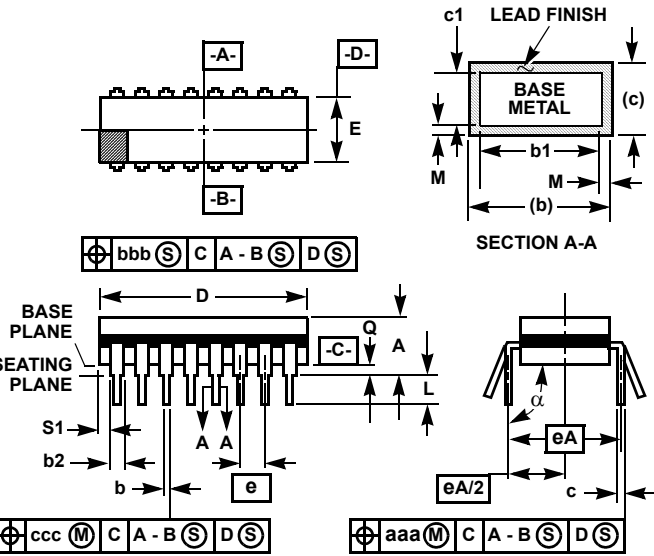 c1
LEAD FINISH
-A-
-D-
BASE
METAL
(c)
E
b1
M
M
-B-
(b)
SECTION A-A
⌖ bbb Ⓢ C A - B Ⓢ D Ⓢ
D
BASE
PLANE
Q
-C-
A
SEATING
PLANE
L
S1
A A
α
eA
b2
b
e
eA/2
c
⌖ ccc Ⓜ C A - B Ⓢ D Ⓢ
⌖ aaa Ⓜ C A - B Ⓢ D Ⓢ